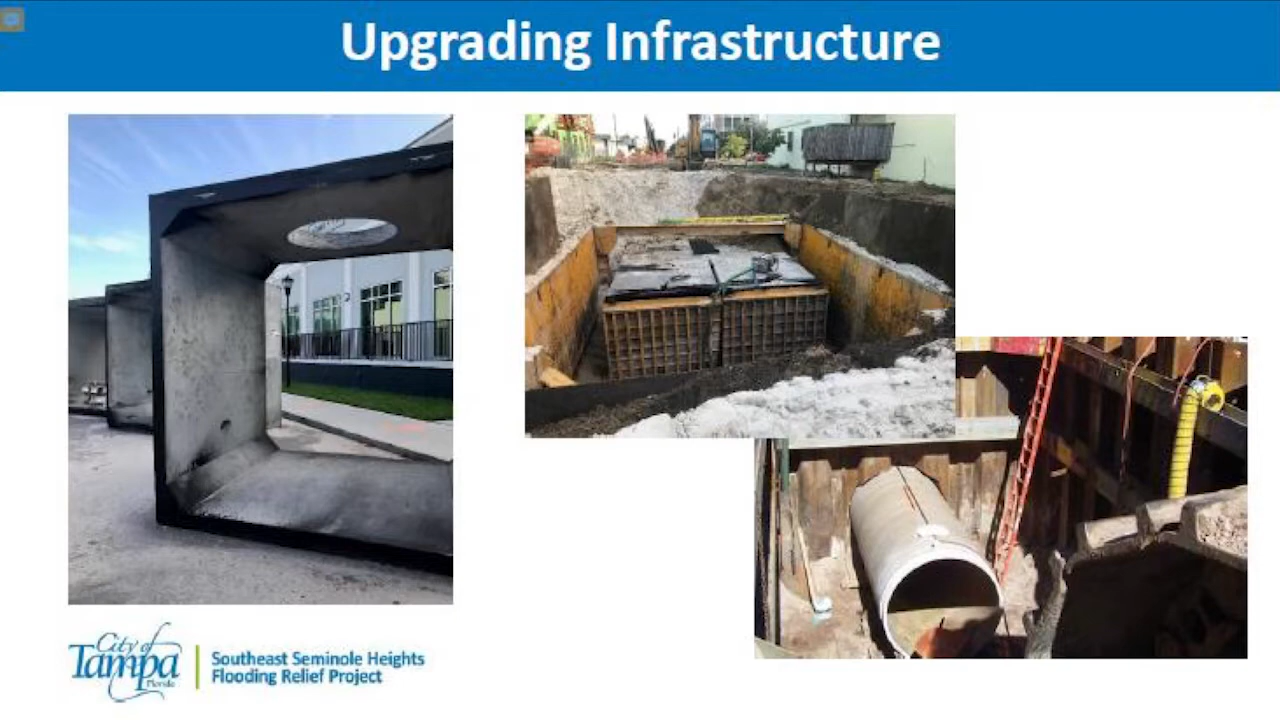 Upgrading Infrastructure
City of
Tampa
Florida
Southeast Seminole Heights
Flooding Relief Project